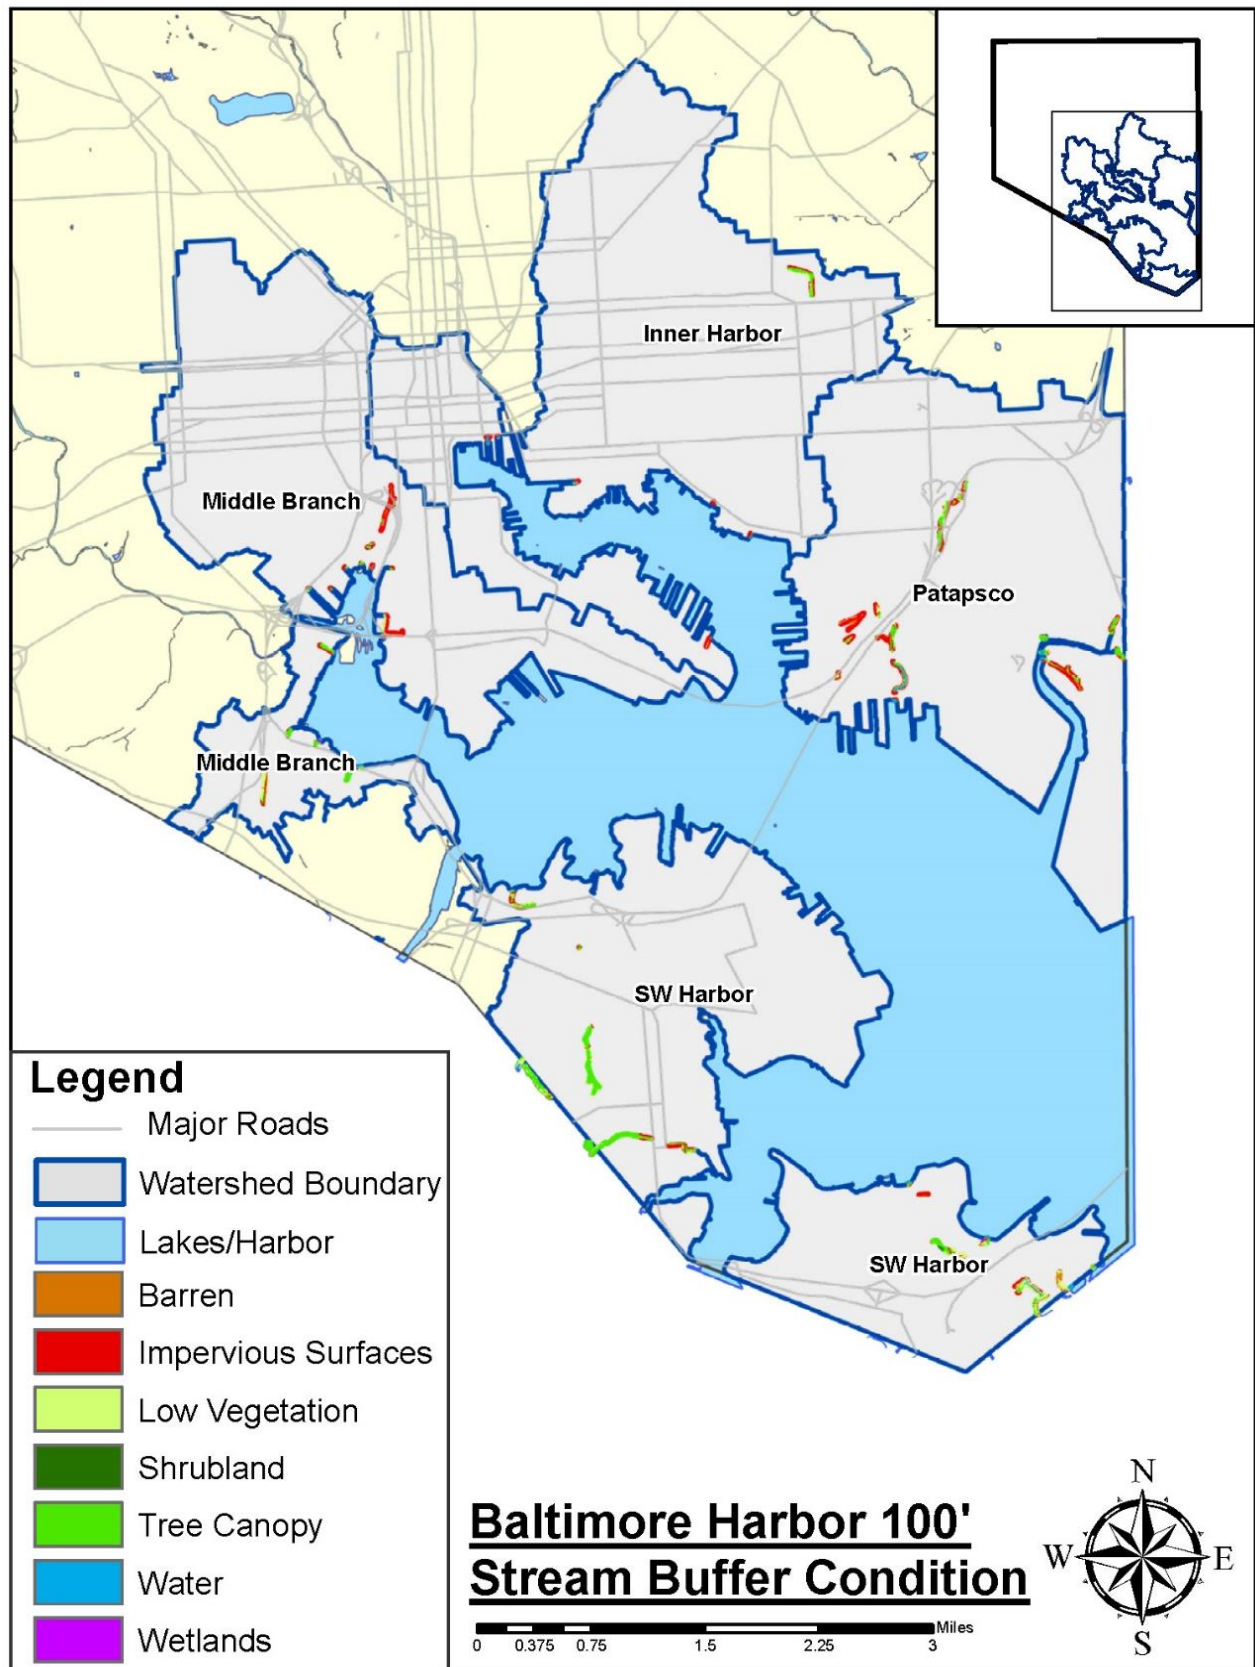 Inner Harbor
Middle Branch
Patapsco
Middle Branch
SW Harbor
SW Harbor
Legend
Major Roads
Watershed Boundary
Lakes/Harbor
Barren
Impervious Surfaces
Low Vegetation
Shrubland
Tree Canopy
Water
Wetlands
Baltimore Harbor 100'
Stream Buffer Condition
Miles
0 0.375 0.75 1.5 2.25 3
N
W E
S